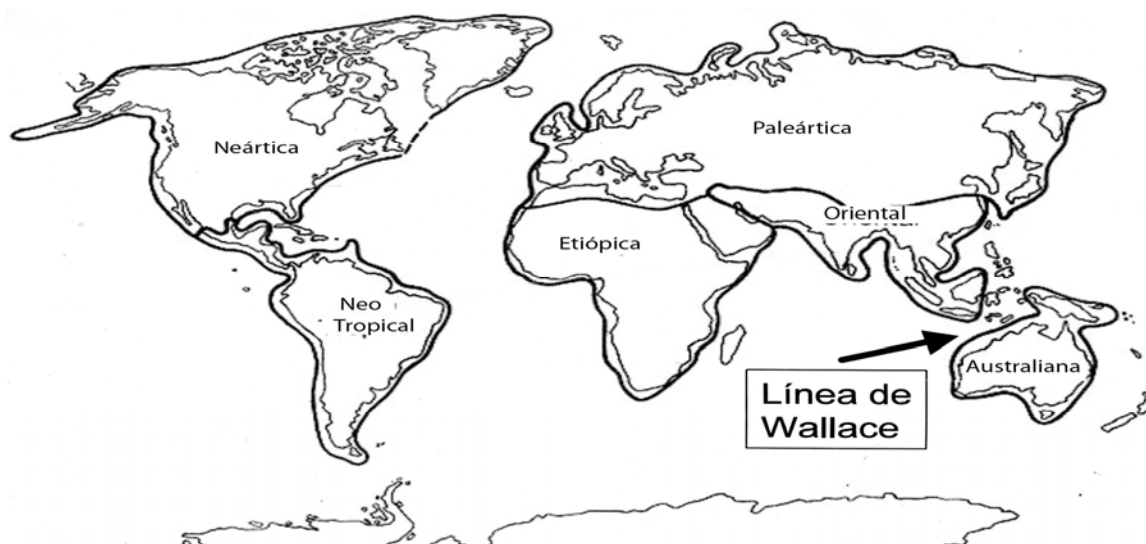 Neártica
Paleártica
Oriental
Etiópica
Neo
Tropical
Australiana
Línea de
Wallace